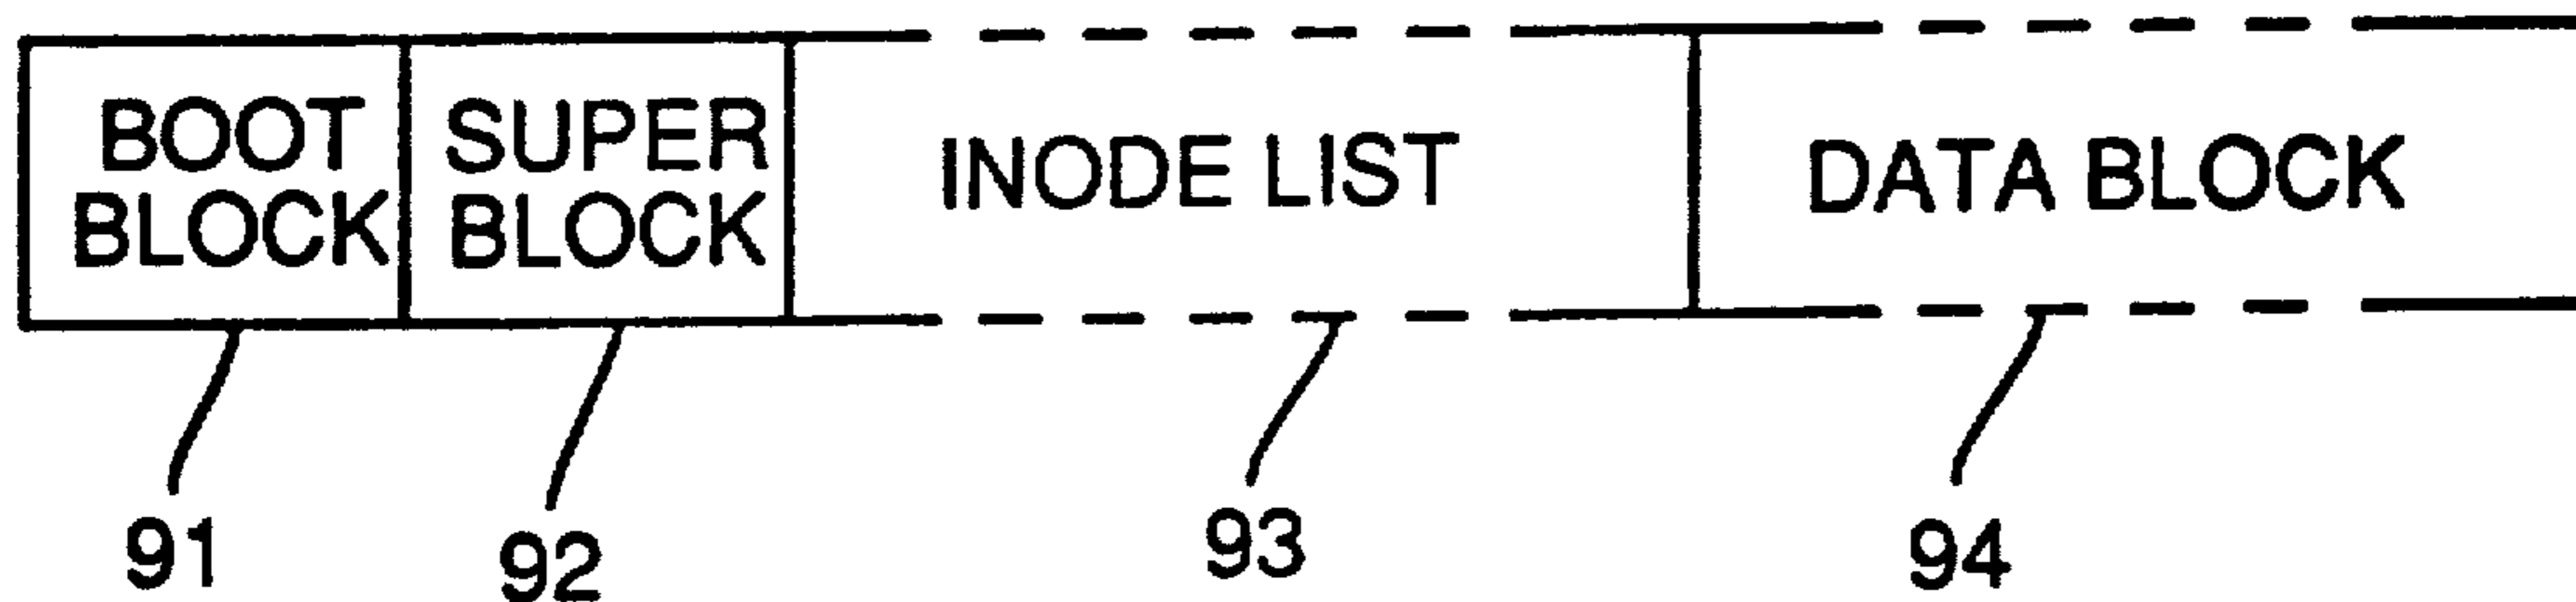 BOOT
BLOCK
SUPER
BLOCK
INODE LIST
DATA BLOCK
91
92
93
94